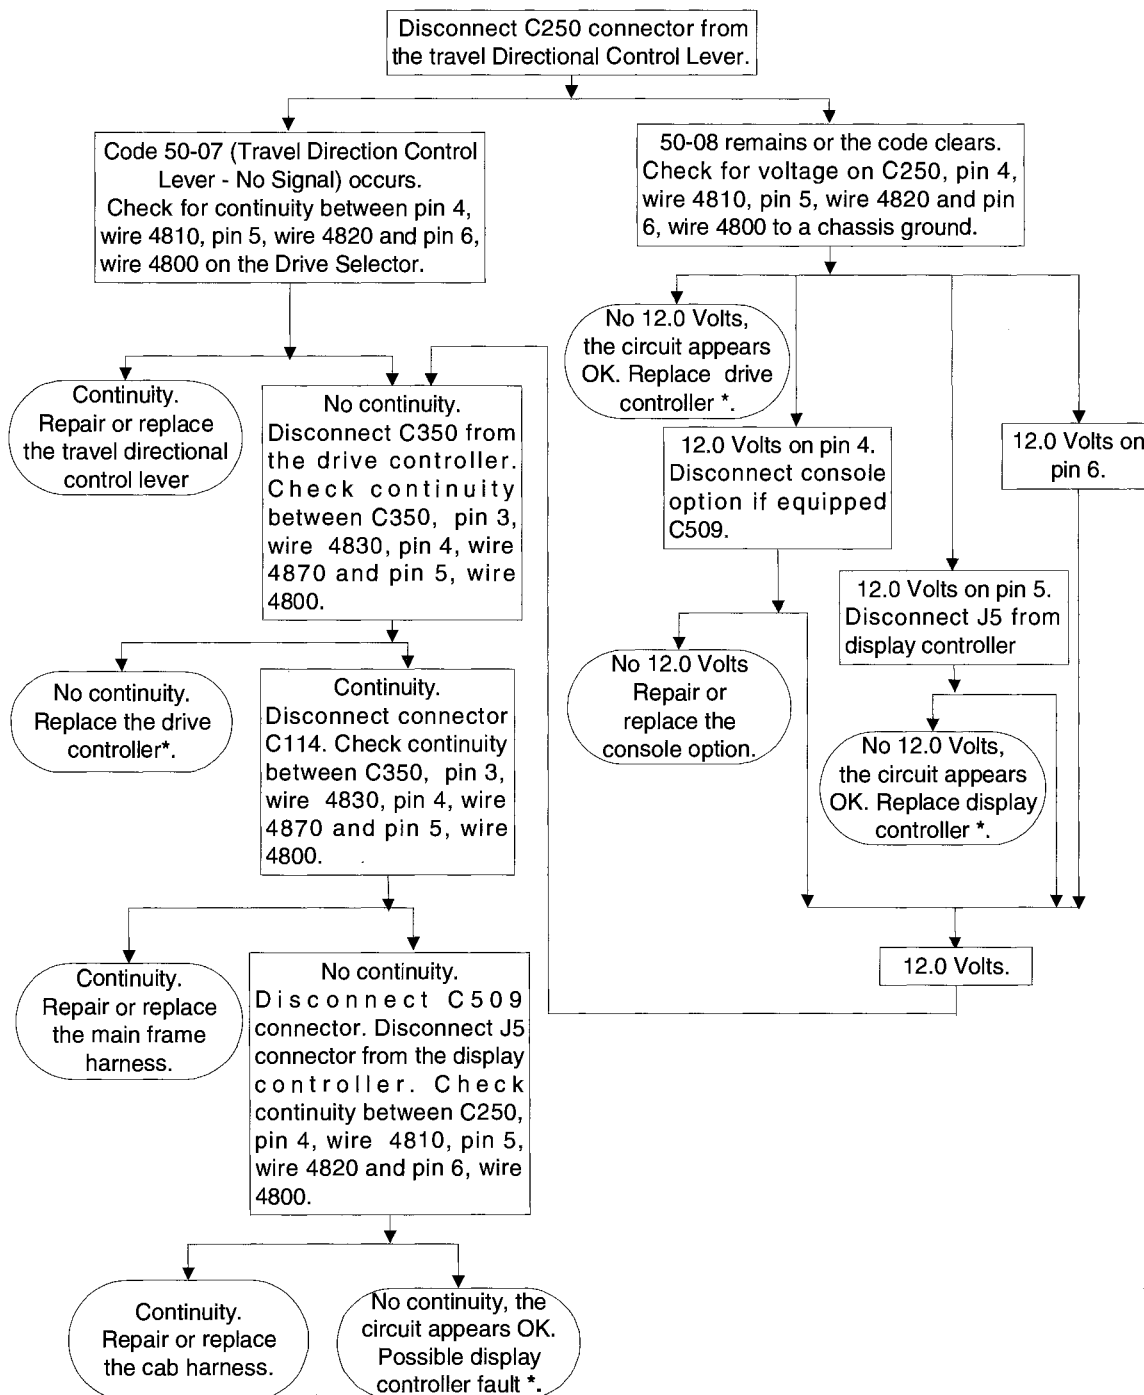 Disconnect C250 connector from
the travel Directional Control Lever.
Code 50-07 (Travel Direction Control
Lever - No Signal) occurs.
Check for continuity between pin 4,
wire 4810, pin 5, wire 4820 and pin 6,
wire 4800 on the Drive Selector.
50-08 remains or the code clears.
Check for voltage on C250, pin 4,
wire 4810, pin 5, wire 4820 and pin
6, wire 4800 to a chassis ground.
Continuity.
Repair or replace
the travel directional
control lever
No continuity.
Disconnect C350 from
the drive controller.
Check continuity
between C350, pin 3,
wire 4830, pin 4, wire
4870 and pin 5, wire
4800.
No 12.0 Volts,
the circuit appears
OK. Replace drive
controller *.
12.0 Volts on pin 4.
Disconnect console
option if equipped
C509.
12.0 Volts on
pin 6.
12.0 Volts on pin 5.
Disconnect J5 from
display controller
No continuity.
Replace the drive
controller*.
Continuity.
Disconnect connector
C114. Check continuity
between C350, pin 3,
wire 4830, pin 4, wire
4870 and pin 5, wire
4800.
No 12.0 Volts
Repair or
replace the
console option.
No 12.0 Volts,
the circuit appears
OK. Replace display
controller *.
12.0 Volts.
Continuity.
Repair or replace
the main frame
harness.
No continuity.
Disconnect C509
connector. Disconnect J5
connector from the display
controller. Check
continuity between C250,
pin 4, wire 4810, pin 5,
wire 4820 and pin 6, wire
4800.
Continuity.
Repair or replace
the cab harness.
No continuity, the
circuit appears OK.
Possible display
controller fault *.